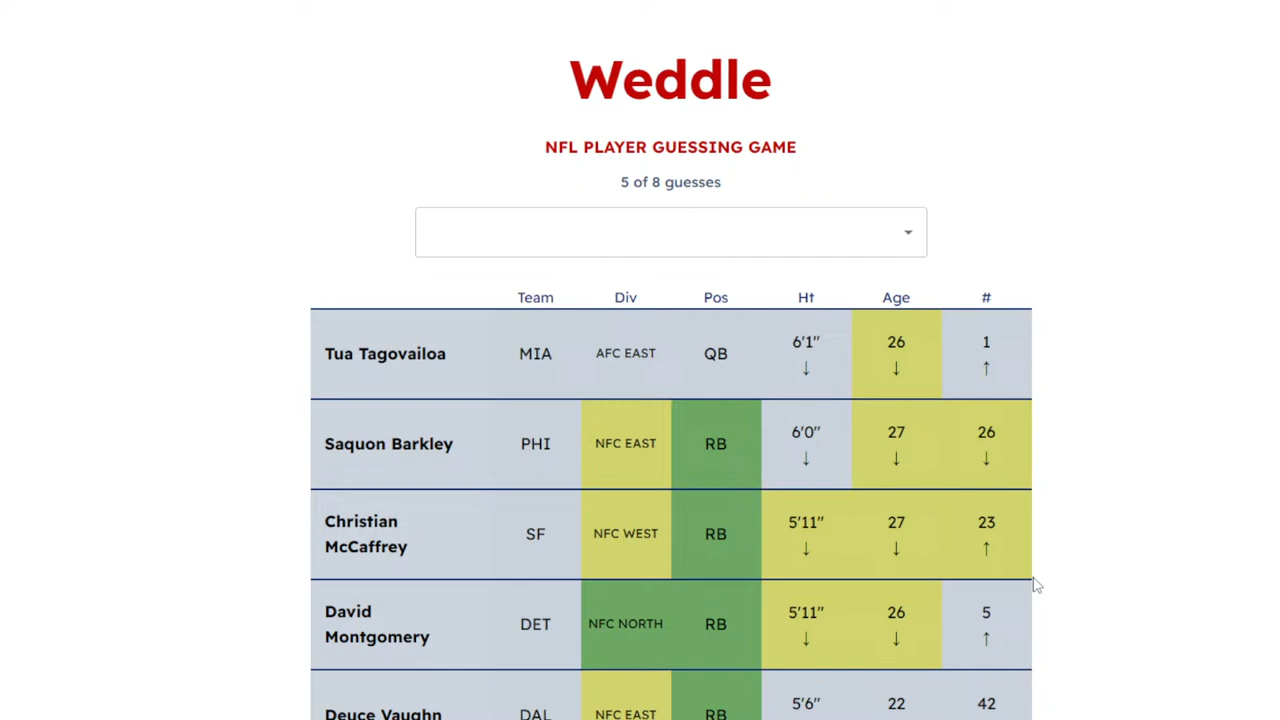 Weddle
NFL PLAYER GUESSING GAME
5 of 8 guesses
Team Div Pos Ht Age #
Tua Tagovailoa MIA AFC EAST QB 6'1" 26 1
↓ ↓ ↑
Saquon Barkley PHI NFC EAST RB 6'0" 27 26
↓ ↓ ↓
Christian
McCaffrey SF NFC WEST RB 5'11" 27 23
↓ ↓ ↑
David
Montgomery DET NFC NORTH RB 5'11" 26 5
↓ ↓ ↑
Deuce Vaughn DAL NFC EAST RB 5'6" 22 42